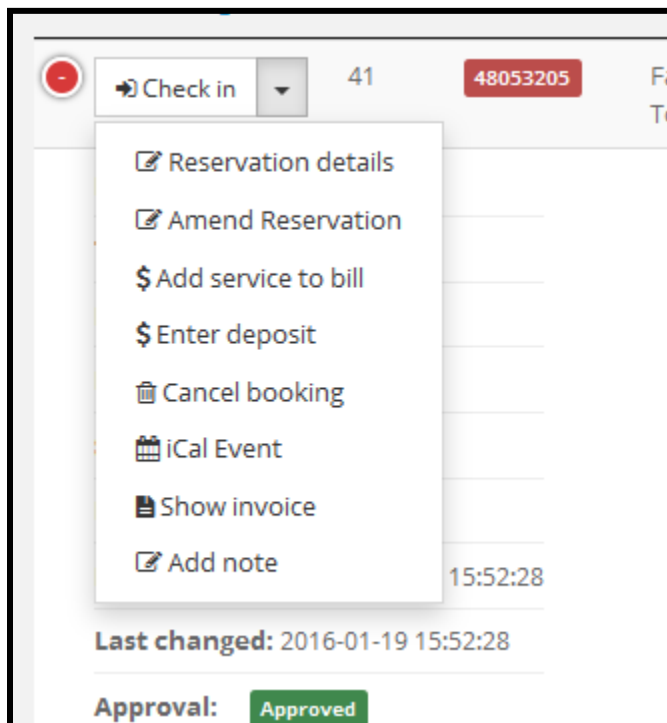 Check in 41 48053205
Reservation details
Amend Reservation
$ Add service to bill
$ Enter deposit
Cancel booking
iCal Event
Show invoice
Add note
15:52:28
Last changed: 2016-01-19 15:52:28
Approval: Approved